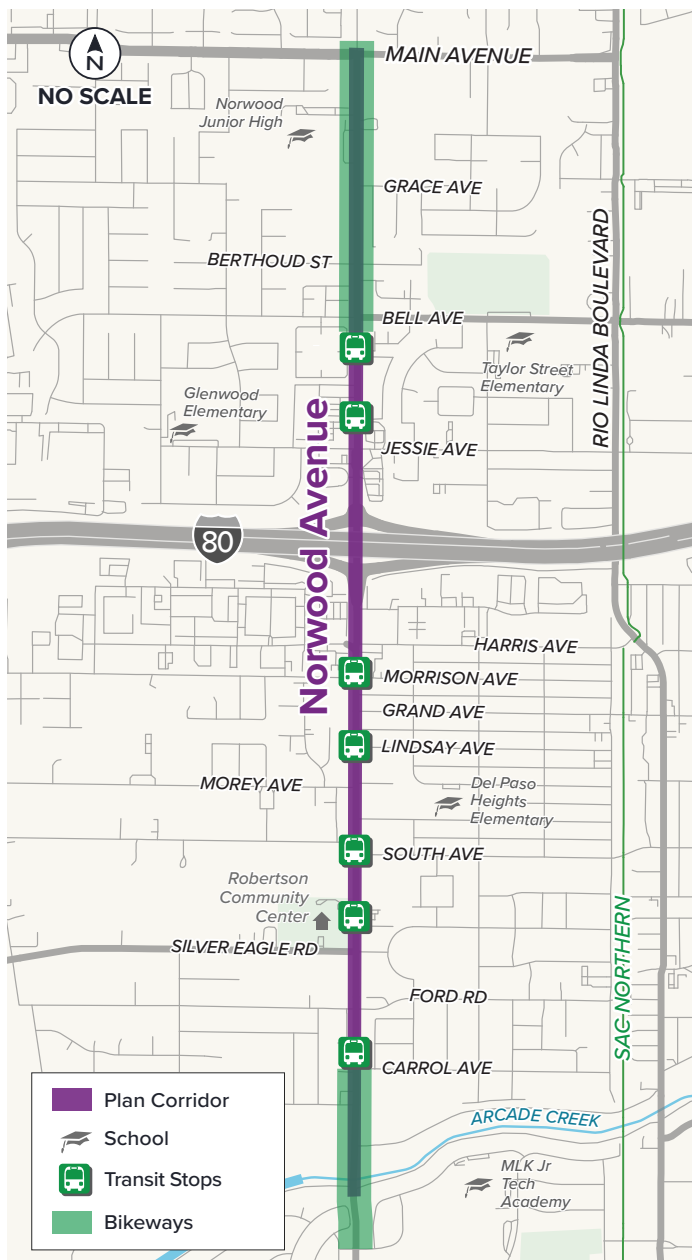 MAIN AVENUE
N
NO SCALE
Norwood
Junior High
GRACE AVE
BERTHOUD ST
RIO LINDA BOULEVARD
BELL AVE
Taylor Street
Elementary
Glenwood
Elementary
Norwood Avenue
JESSIE AVE
80
HARRIS AVE
MORRISON AVE
GRAND AVE
LINDSAY AVE
MOREY AVE
Del Paso
Heights
Elementary
SOUTH AVE
Robertson
Community
Center
SILVER EAGLE RD
SAC-NORTHERN
FORD RD
CARROL AVE
ARCADE CREEK
MLK Jr
Tech
Academy
Plan Corridor
School
Transit Stops
Bikeways